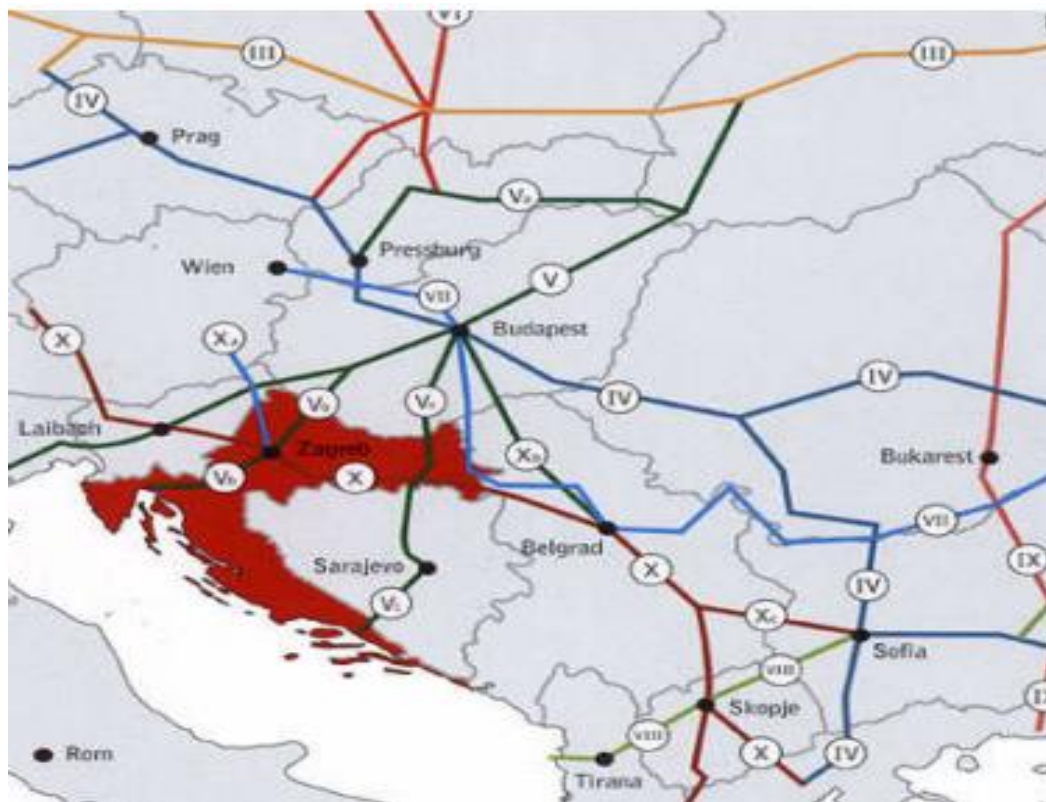 VI
III
III
IV
Prag
Va
Pressburg
Wien
V
VII
Budapest
X
Xa
IV
IV
Vb
Vc
Laibach
Zagreb
Xb
Bukarest
Vb
X
VII
Belgrad
Sarajevo
X
IV
IX
Vc
Xc
Sofia
VIII
Skopje
VIII
X
IV
Rom
Tirana